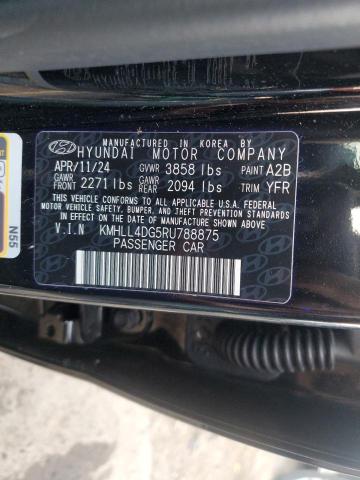 MANUFACTURED IN KOREA BY
HYUNDAI MOTOR COMPANY
APR/11/24 GVWR 3858 lbs PAINT A2B
GAWR FRONT 2271 lbs GAWR REAR 2094 lbs TRIM YFR
THIS VEHICLE CONFORMS TO ALL APPLICABLE U.S. FEDERAL
MOTOR VEHICLE SAFETY, BUMPER, AND THEFT PREVENTION
STANDARDS IN EFFECT ON THE DATE OF MANUFACTURE SHOWN ABOVE.
V.I.N KMHLL4DG5RU788875
PASSENGER CAR
N55